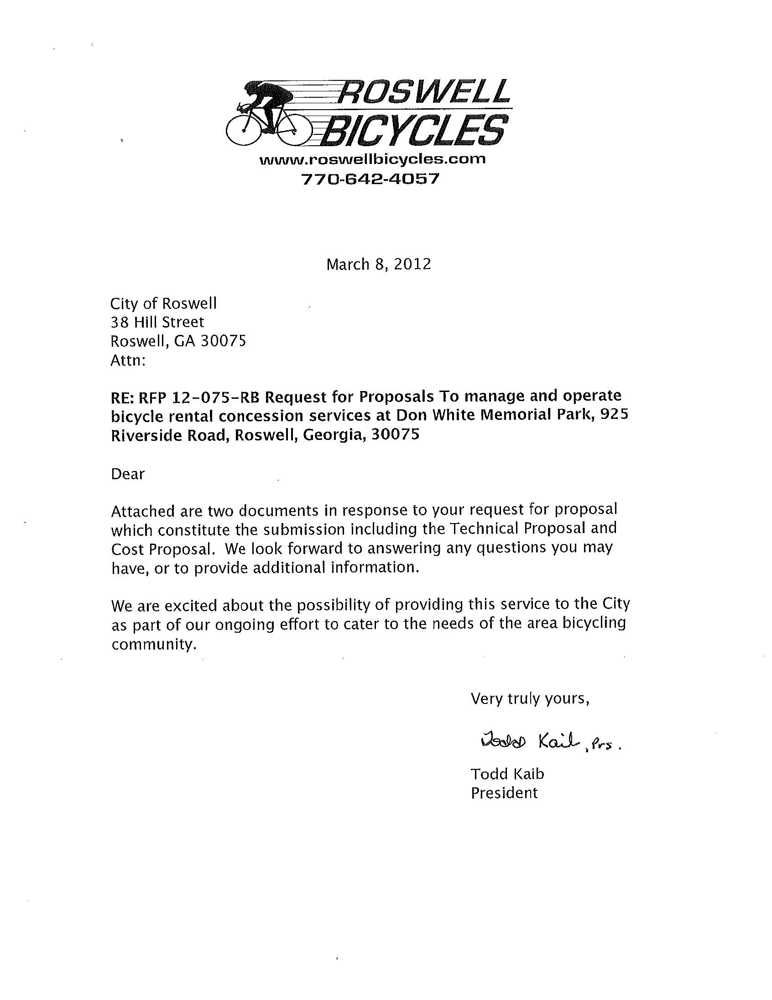 ROSWELL
BICYCLES
www.roswellbicycles.com
770-642-4057
March 8, 2012
City of Roswell
38 Hill Street
Roswell, GA 30075
Attn:
RE: RFP 12-075-RB Request for Proposals To manage and operate
bicycle rental concession services at Don White Memorial Park, 925
Riverside Road, Roswell, Georgia, 30075
Dear
Attached are two documents in response to your request for proposal
which constitute the submission including the Technical Proposal and
Cost Proposal.  We look forward to answering any questions you may
have, or to provide additional information.
We are excited about the possibility of providing this service to the City
as part of our ongoing effort to cater to the needs of the area bicycling
community.
Very truly yours,
Todd Kaib, Prs.
Todd Kaib
President